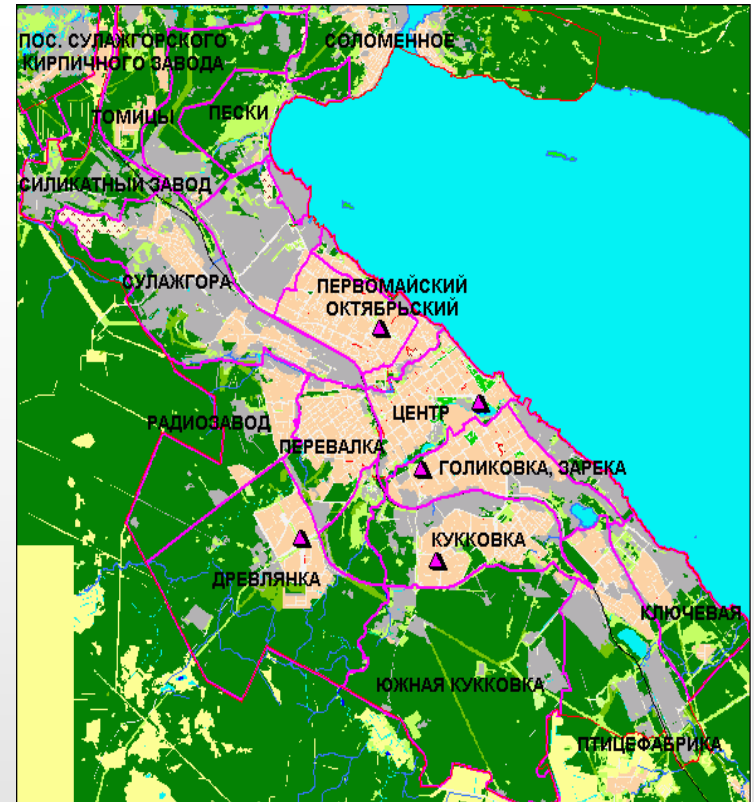 ПОС. СУЛАЖГОРСКОГО
КИРПИЧНОГО ЗАВОДА
СОЛОМЕННОЕ
ТОМИЦЫ
ПЕСКИ
СИЛИКАТНЫЙ ЗАВОД
СУЛАЖГОРА
ПЕРВОМАЙСКИЙ
ОКТЯБРЬСКИЙ
РАДИОЗАВОД
ЦЕНТР
ПЕРЕВАЛКА
ГОЛИКОВКА, ЗАРЕКА
КУККОВКА
ДРЕВЛЯНКА
КЛЮЧЕВАЯ
ЮЖНАЯ КУККОВКА
ПТИЦЕФАБРИКА